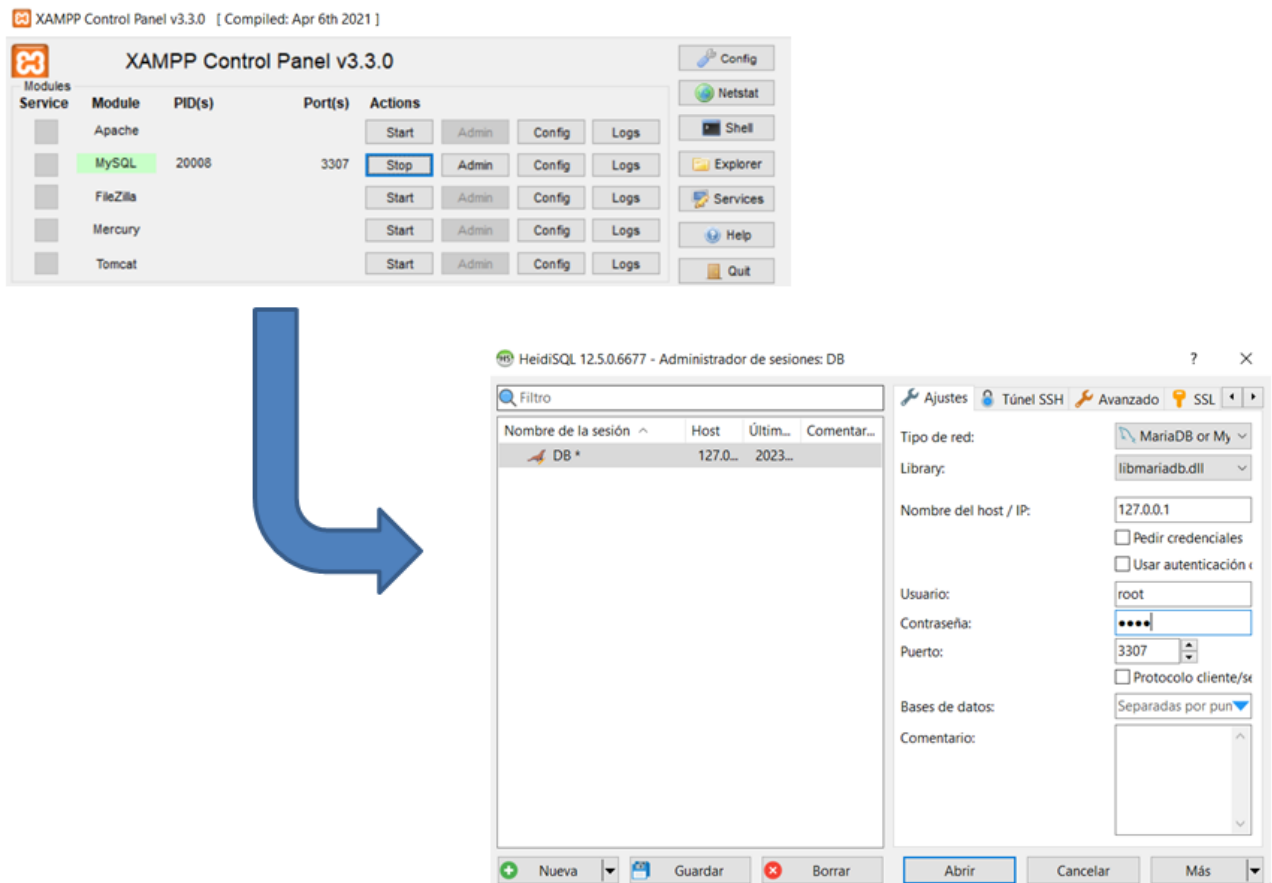 XAMPP Control Panel v3.3.0 [ Compiled: Apr 6th 2021 ]
XAMPP Control Panel v3.3.0
Config
Modules
Service Module PID(s) Port(s) Actions
Netstat
Apache Start Admin Config Logs
Shell
MySQL 20008 3307 Stop Admin Config Logs
Explorer
FileZilla Start Admin Config Logs
Services
Mercury Start Admin Config Logs
Help
Tomcat Start Admin Config Logs
Quit
HeidiSQL 12.5.0.6677 - Administrador de sesiones: DB ? ×
Filtro
Nombre de la sesión Host Últim... Comentar...
DB * 127.0... 2023...
Ajustes Túnel SSH Avanzado SSL
Tipo de red: MariaDB or My
Library: libmariadb.dll
Nombre del host / IP: 127.0.0.1
Pedir credenciales
Usar autenticación
Usuario: root
Contraseña: ••••
Puerto: 3307
Protocolo cliente/se
Bases de datos: Separadas por pun
Comentario:
Nueva Guardar Borrar Abrir Cancelar Más